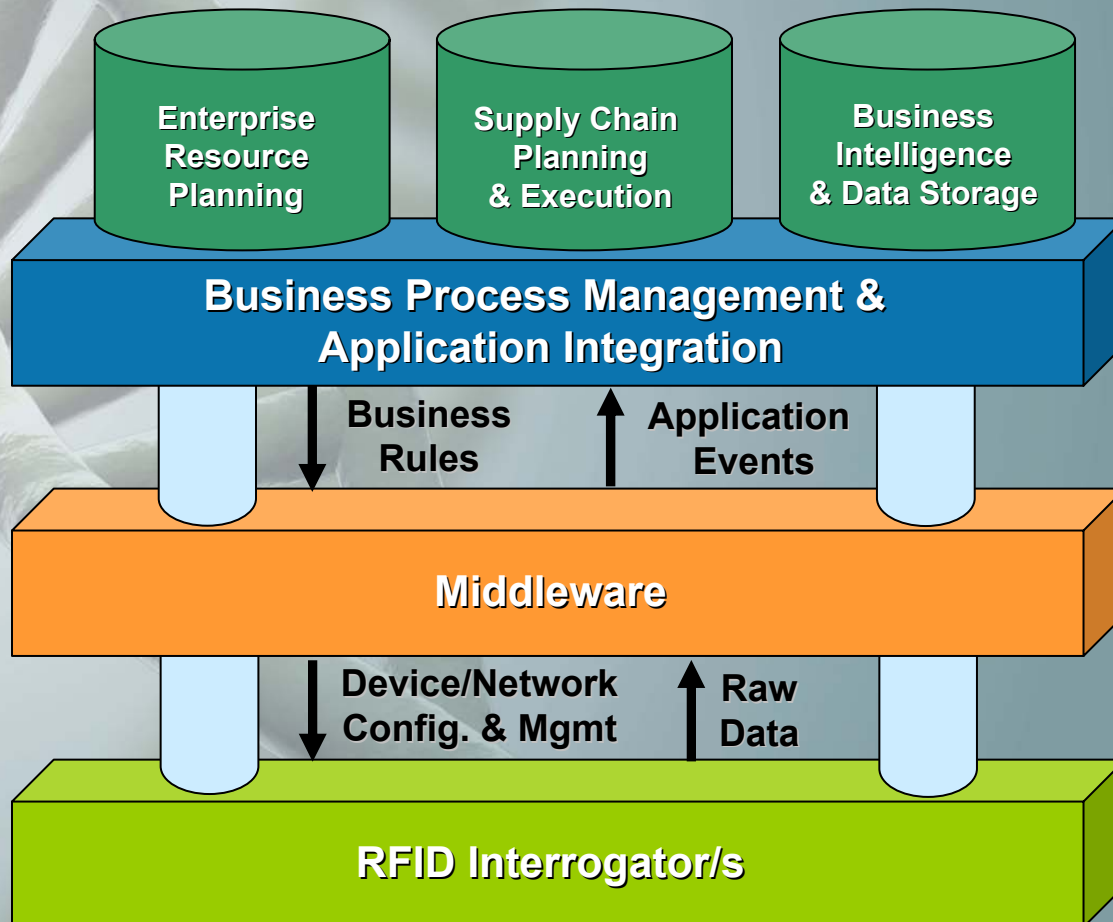 Enterprise
Resource
Planning
Supply Chain
Planning
& Execution
Business
Intelligence
& Data Storage
Business Process Management &
Application Integration
Business
Rules
Application
Events
Middleware
Device/Network
Config. & Mgmt
Raw
Data
RFID Interrogator/s